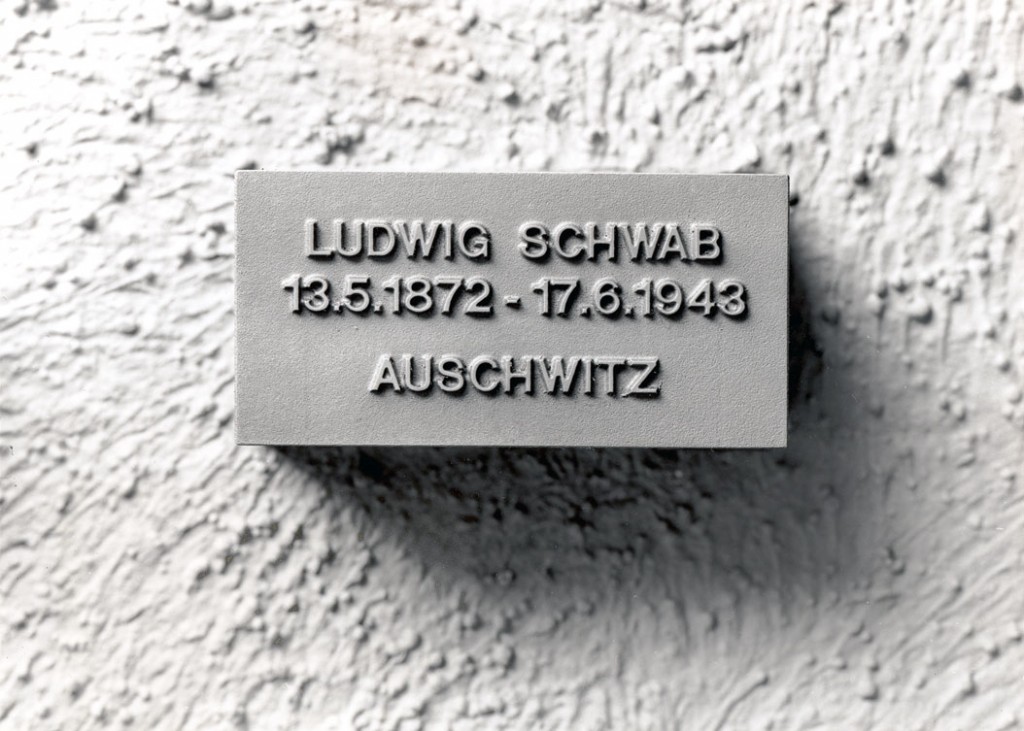 LUDWIG SCHWAB
13.5.1872 - 17.6.1943
AUSCHWITZ